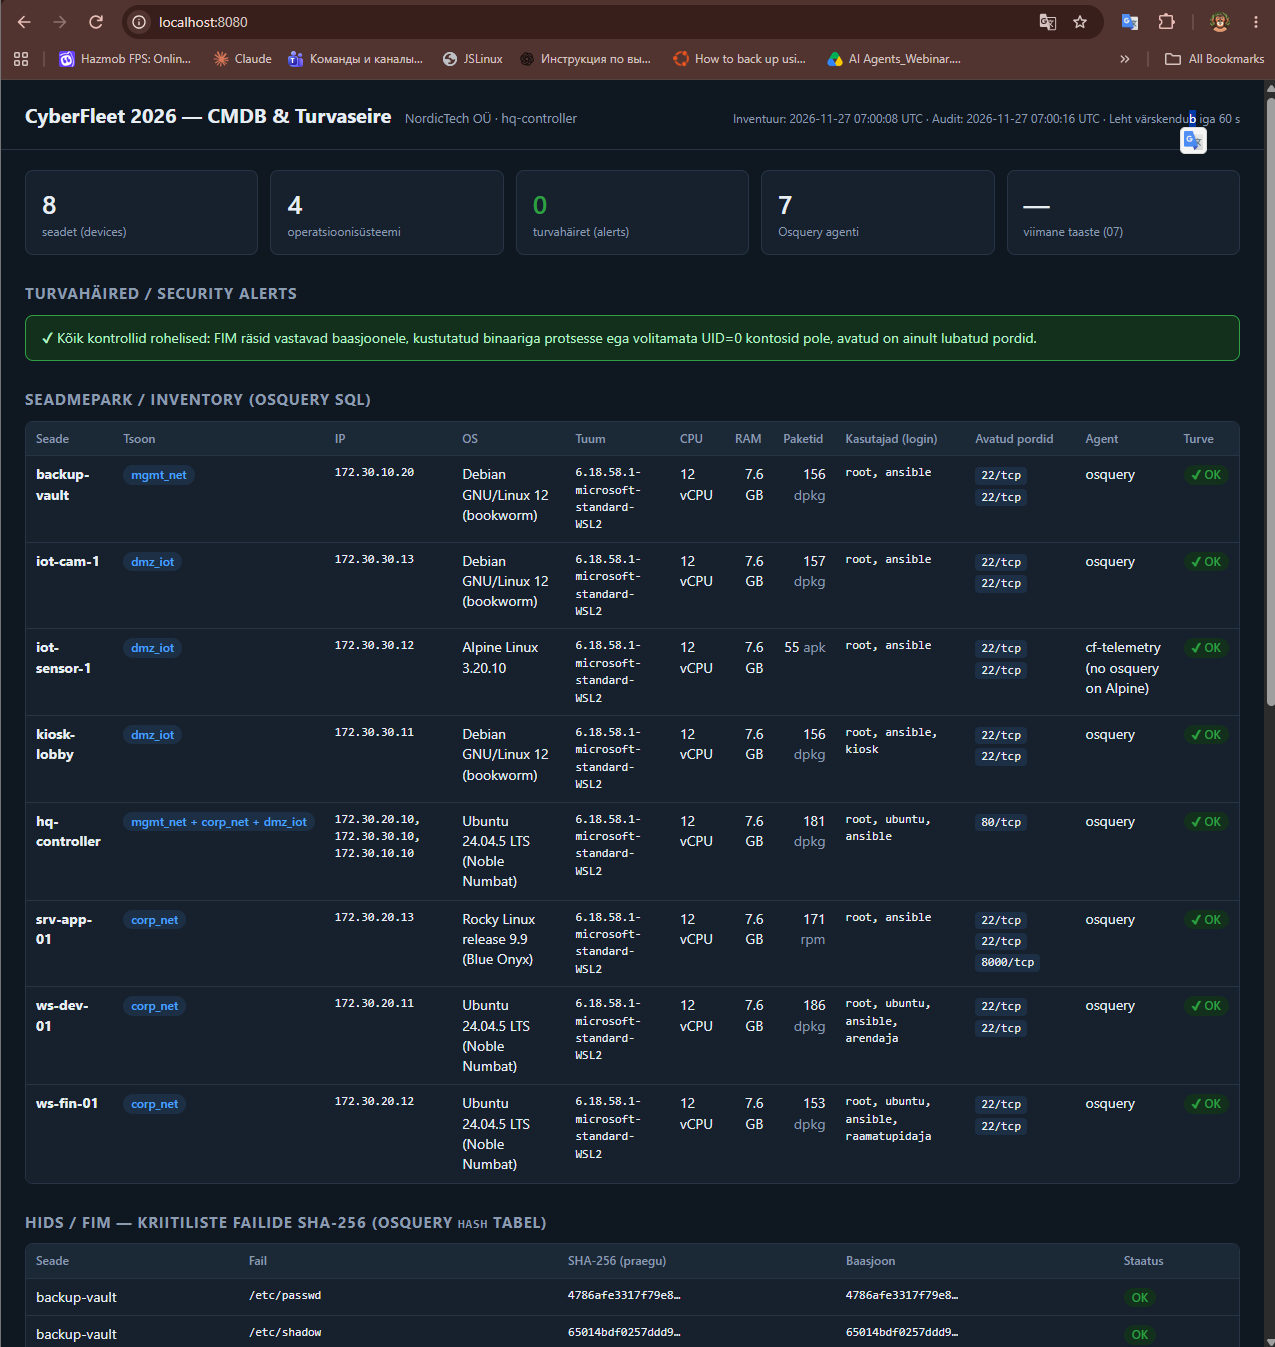 localhost:8080
Hazmob FPS: Onlin...
Claude
Команды и каналы...
JSLinux
Инструкция по вы...
How to back up usi...
AI Agents_Webinar....
»
All Bookmarks
CyberFleet 2026 — CMDB & Turvaseire
NordicTech OÜ · hq-controller
Inventuur: 2026-11-27 07:00:08 UTC · Audit: 2026-11-27 07:00:16 UTC · Leht värskendub iga 60 s
8
seadet (devices)
4
operatsioonisüsteemi
0
turvahäiret (alerts)
7
Osquery agenti
—
viimane taaste (07)
TURVAHÄIRED / SECURITY ALERTS
✓ Kõik kontrollid rohelised: FIM räsid vastavad baasjoonele, kustutatud binaariga protsesse ega volitamata UID=0 kontosid pole, avatud on ainult lubatud pordid.
SEADMEPARK / INVENTORY (OSQUERY SQL)
Seade Tsoon IP OS Tuum CPU RAM Paketid Kasutajad (login) Avatud pordid Agent Turve
backup- mgmt_net 172.30.10.20 Debian 6.18.58.1- 12 7.6 156 root, ansible 22/tcp osquery ✓ OK
vault GNU/Linux 12 microsoft- vCPU GB dpkg 22/tcp
(bookworm) standard-
WSL2
iot-cam-1 dmz_iot 172.30.30.13 Debian 6.18.58.1- 12 7.6 157 root, ansible 22/tcp osquery ✓ OK
GNU/Linux 12 microsoft- vCPU GB dpkg 22/tcp
(bookworm) standard-
WSL2
iot- dmz_iot 172.30.30.12 Alpine Linux 6.18.58.1- 12 7.6 55 apk root, ansible 22/tcp cf-telemetry ✓ OK
sensor-1 3.20.10 microsoft- vCPU GB 22/tcp (no osquery
standard- on Alpine)
WSL2
kiosk- dmz_iot 172.30.30.11 Debian 6.18.58.1- 12 7.6 156 root, ansible, 22/tcp osquery ✓ OK
lobby GNU/Linux 12 microsoft- vCPU GB dpkg kiosk 22/tcp
(bookworm) standard-
WSL2
hq- mgmt_net + corp_net + dmz_iot 172.30.20.10, Ubuntu 6.18.58.1- 12 7.6 181 root, ubuntu, 80/tcp osquery ✓ OK
controller 172.30.30.10, 24.04.5 LTS microsoft- vCPU GB dpkg ansible
172.30.10.10 (Noble standard-
Numbat) WSL2
srv-app- corp_net 172.30.20.13 Rocky Linux 6.18.58.1- 12 7.6 171 root, ansible 22/tcp osquery ✓ OK
01 release 9.9 microsoft- vCPU GB rpm 22/tcp
(Blue Onyx) standard- 8000/tcp
WSL2
ws-dev- corp_net 172.30.20.11 Ubuntu 6.18.58.1- 12 7.6 186 root, ubuntu, 22/tcp osquery ✓ OK
01 24.04.5 LTS microsoft- vCPU GB dpkg ansible, 22/tcp
(Noble standard- arendaja
Numbat) WSL2
ws-fin-01 corp_net 172.30.20.12 Ubuntu 6.18.58.1- 12 7.6 153 root, ubuntu, 22/tcp osquery ✓ OK
24.04.5 LTS microsoft- vCPU GB dpkg ansible, 22/tcp
(Noble standard- raamatupidaja
Numbat) WSL2
HIDS / FIM — KRIITILISTE FAILIDE SHA-256 (OSQUERY HASH TABEL)
Seade Fail SHA-256 (praegu) Baasjoon Staatus
backup-vault /etc/passwd 4786afe3317f79e8… 4786afe3317f79e8… OK
backup-vault /etc/shadow 65014bdf0257ddd9… 65014bdf0257ddd9… OK